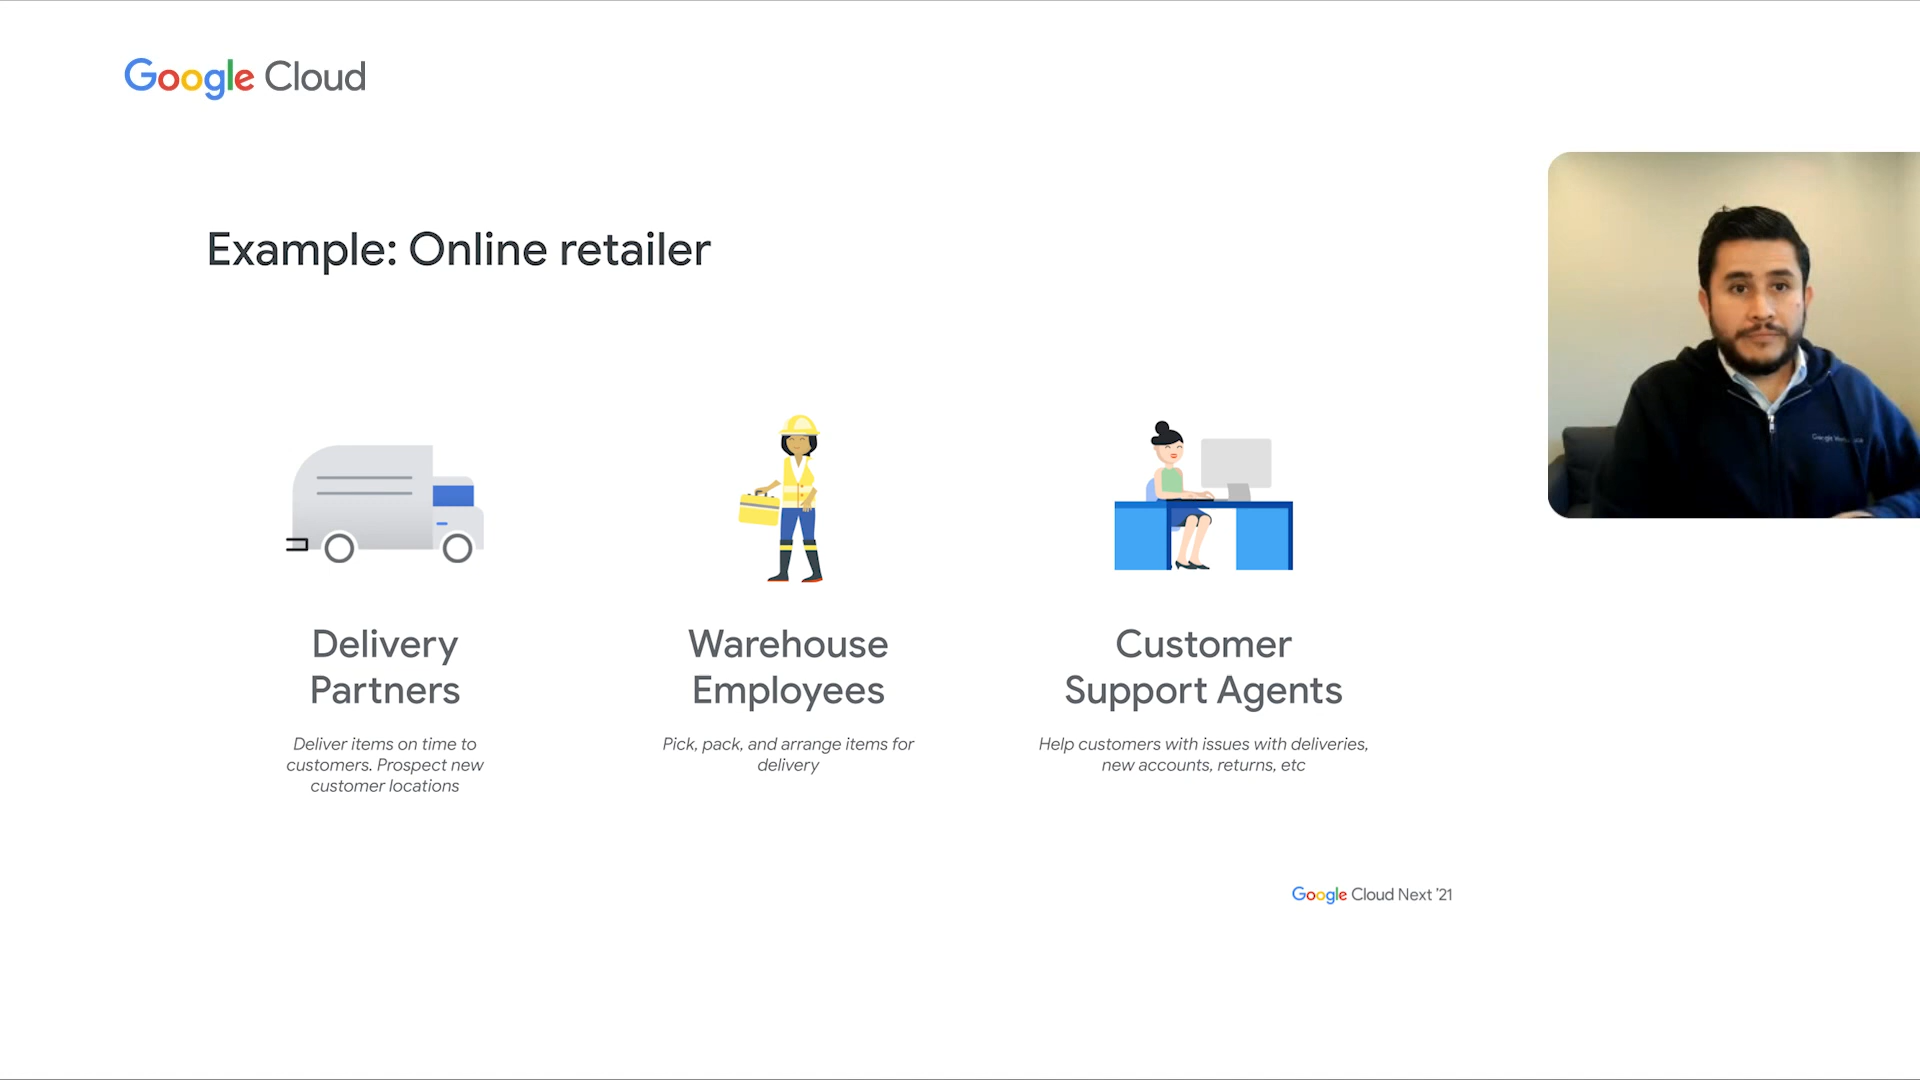 Google Cloud
Example: Online retailer
Delivery
Partners
Deliver items on time to
customers. Prospect new
customer locations
Warehouse
Employees
Pick, pack, and arrange items for
delivery
Customer
Support Agents
Help customers with issues with deliveries,
new accounts, returns, etc
Google Cloud Next '21
Google